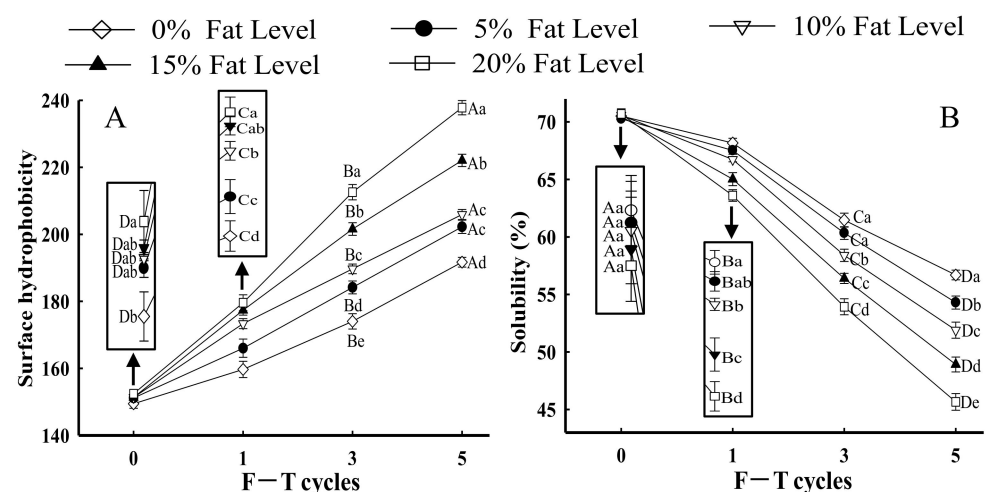 0% Fat Level 5% Fat Level 10% Fat Level
15% Fat Level 20% Fat Level
A
Surface hydrophobicity
240
220
200
180
160
140
0 1 3 5
F－T cycles
Da
Dab
Dab
Dab
Db
Ca
Cab
Cb
Cc
Cd
Ba
Bb
Bc
Bd
Be
Aa
Ab
Ac
Ac
Ad
B
Solubility (%)
70
65
60
55
50
45
0 1 3 5
F－T cycles
Aa
Aa
Aa
Aa
Aa
Ba
Bab
Bb
Bc
Bd
Ca
Ca
Cb
Cc
Cd
Da
Db
Dc
Dd
De